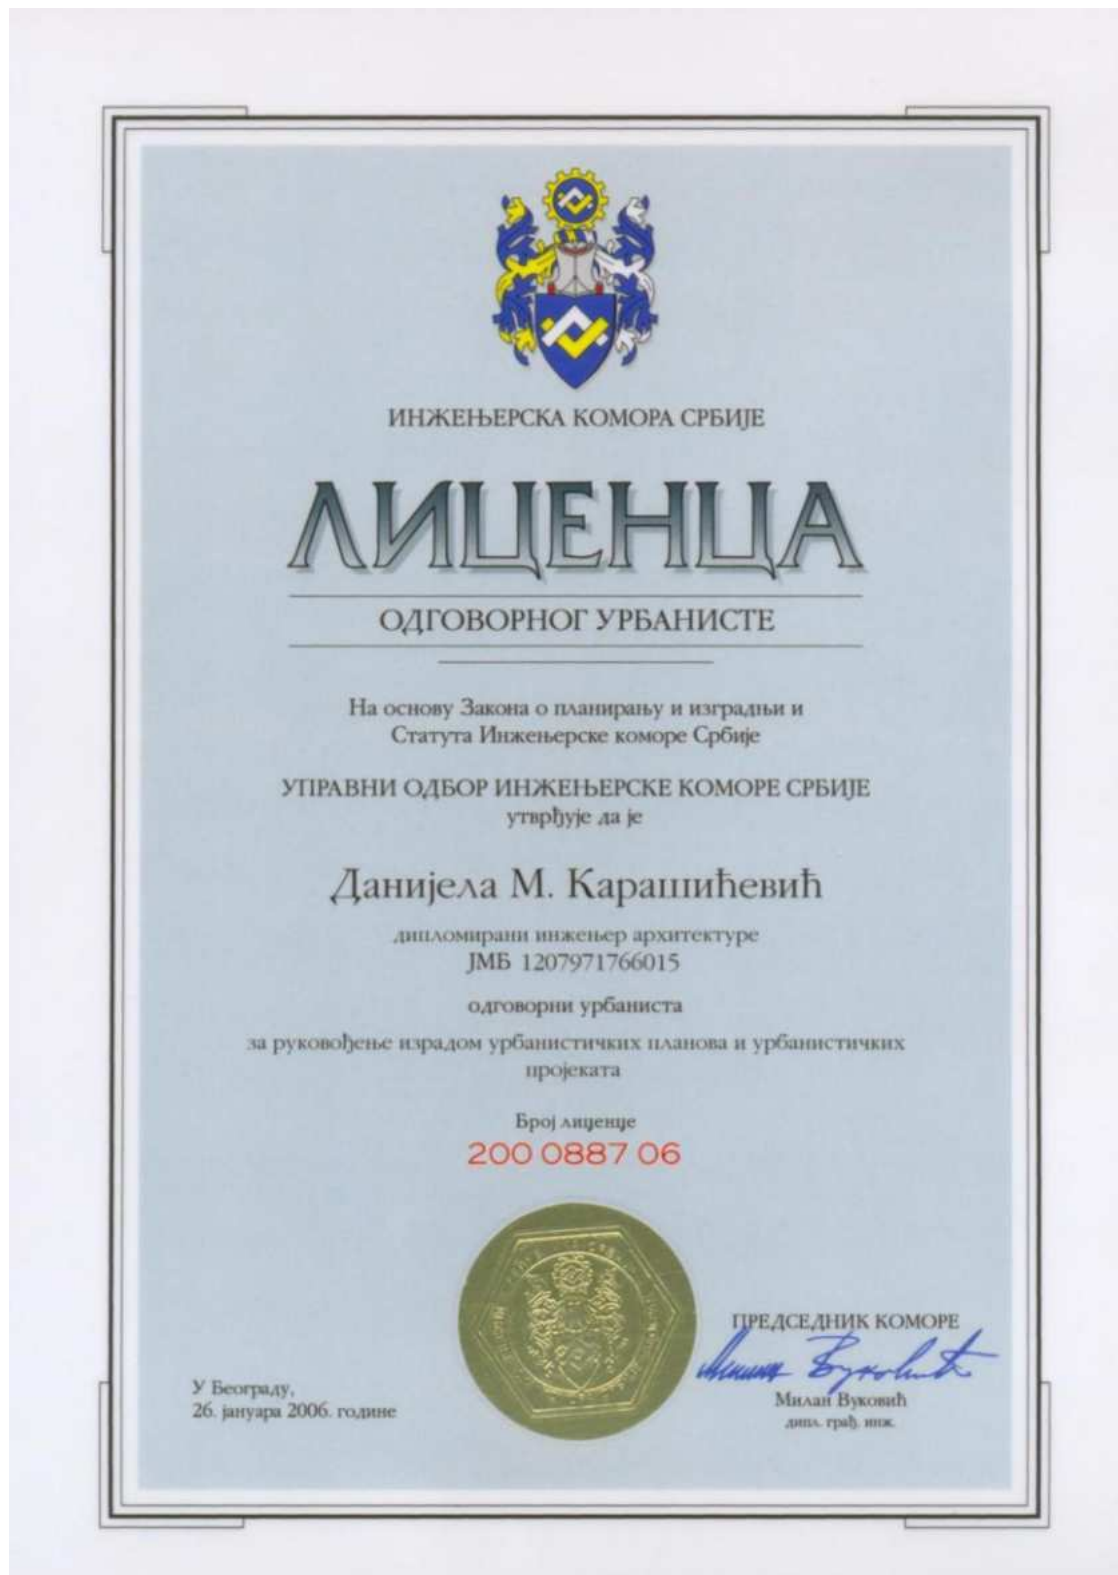 ИНЖЕЊЕРСКА КОМОРА СРБИЈЕ
ЛИЦЕНЦА
ОДГОВОРНОГ УРБАНИСТЕ
На основу Закона о планирању и изградњи и
Статута Инжењерске коморе Србије
УПРАВНИ ОДБОР ИНЖЕЊЕРСКЕ КОМОРЕ СРБИЈЕ
утврђује да је
Данијела М. Карашићевић
дипломирани инжењер архитектуре
ЈМБ 1207971766015
одговорни урбаниста
за руковођење израдом урбанистичких планова и урбанистичких
пројеката
Број лиценце
200 0887 06
ПРЕДСЕДНИК КОМОРЕ
Милан Вуковић
Милан Вуковић
дипл. грађ. инж.
У Београду,
26. јануара 2006. године